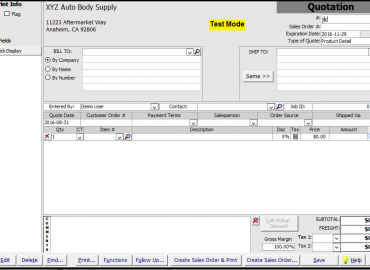 int Info
XYZ Auto Body Supply
Quotation
Flag
11223 Aftermarket Way
Anaheim, CA 92806
Test Mode
#: jkl
Sales Order #:
Expiration Date: 2016-11-29
Type of Quote: Product Detail
Fields
ck Display
BILL TO:
SHIP TO:
By Company
By Name
By Number
Same >>
Entered By: Demo User
Contact:
Job ID:
Quote Date Customer Order # Payment Terms Salesperson Order Source Shipped Via
2016-08-31
Qty CT Item # Description Disc Tax Price Amount
1 0% $0.00
Calc Pickup
Discount
Gross Margin
100.00%
SUBTOTAL:
FREIGHT:
Tax 3:
Tax 2:
Edit Delete Find... Print... Functions Follow Up... Create Sales Order & Print Create Sales Order... Save Help